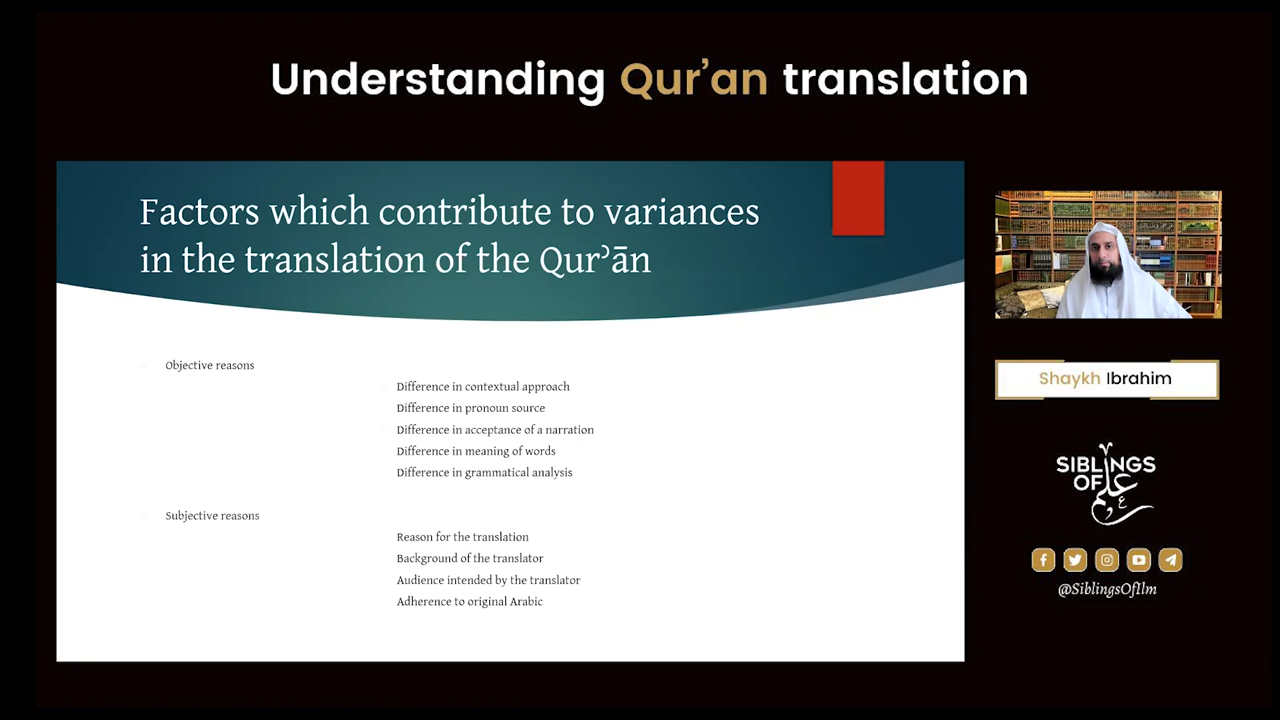 Understanding Qur’an translation
Factors which contribute to variances
in the translation of the Qurʾān
Objective reasons
Difference in contextual approach
Difference in pronoun source
Difference in acceptance of a narration
Difference in meaning of words
Difference in grammatical analysis
Subjective reasons
Reason for the translation
Background of the translator
Audience intended by the translator
Adherence to original Arabic
Shaykh Ibrahim
SIBLINGS
OF علم
@SiblingsOfIlm